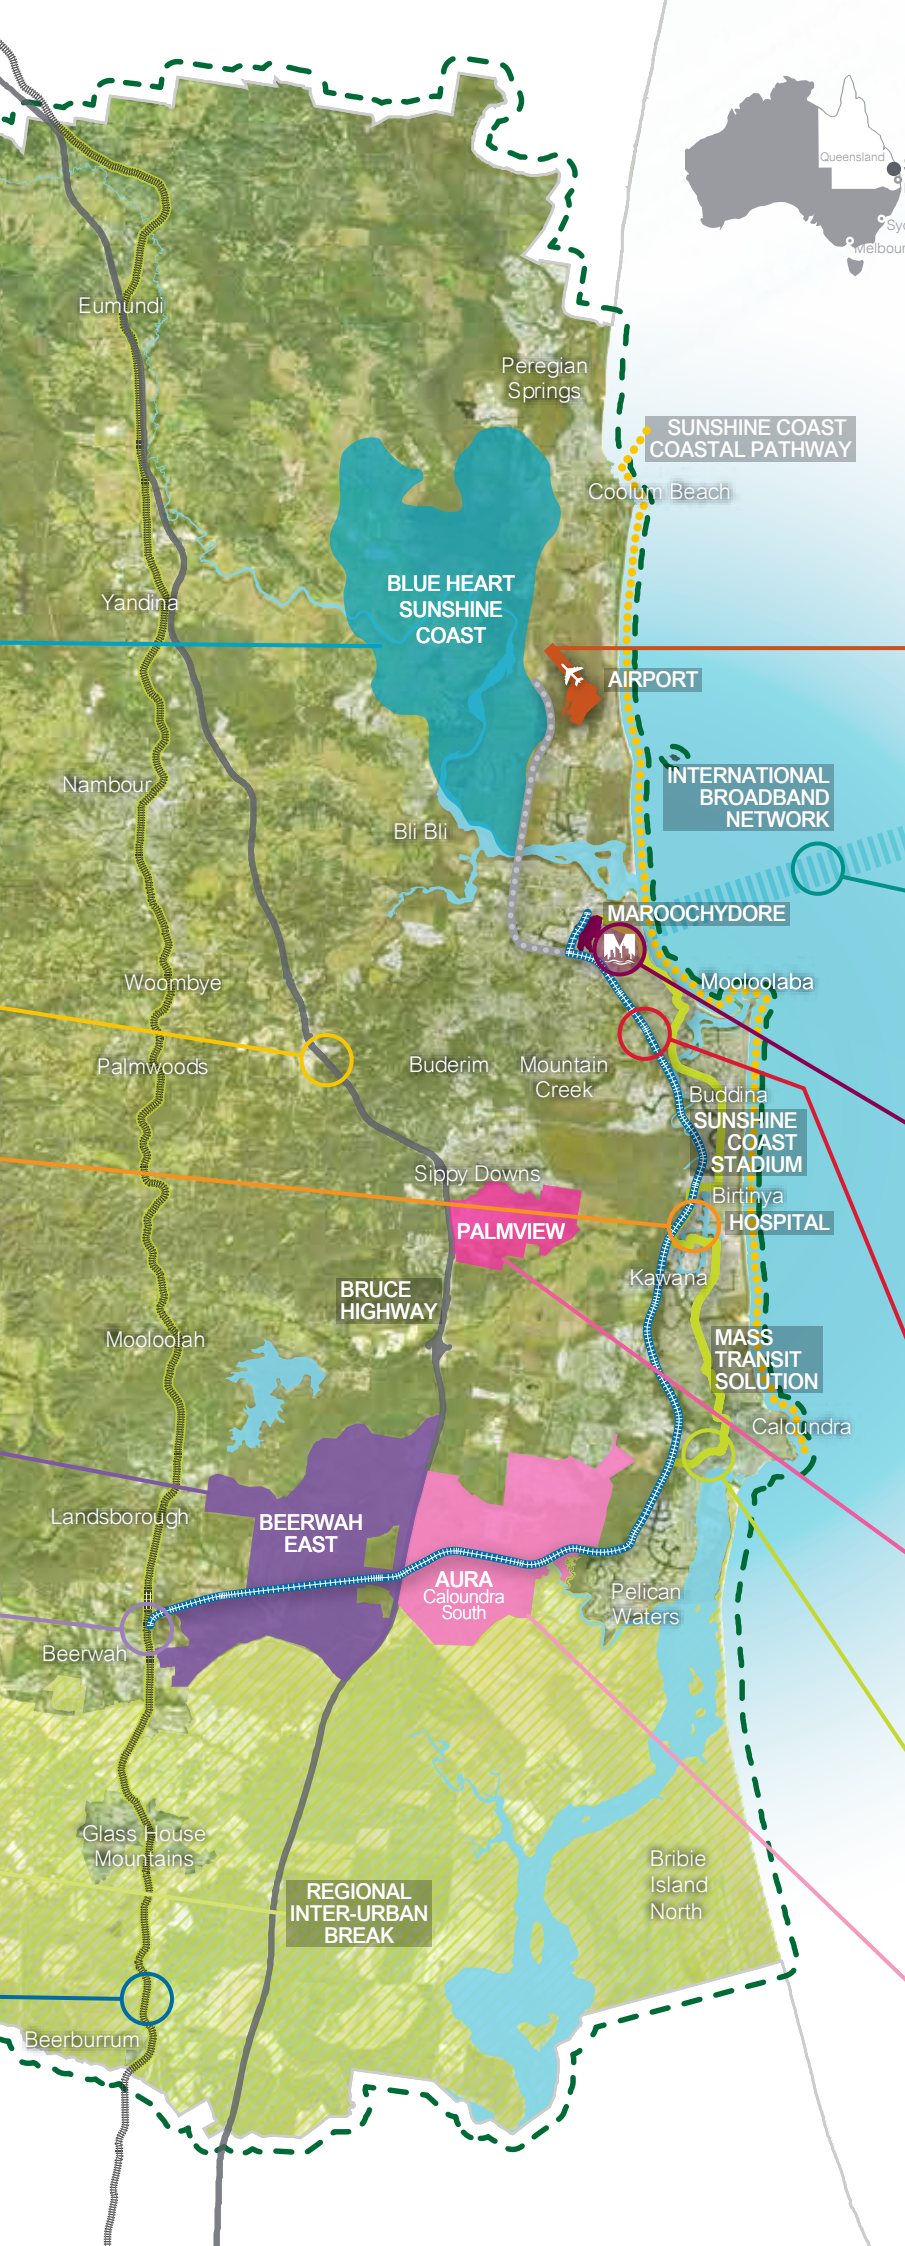 Queensland
Eumundi
Peregian
Springs
SUNSHINE COAST
COASTAL PATHWAY
Coolum Beach
BLUE HEART
SUNSHINE
COAST
Yandina
AIRPORT
INTERNATIONAL
BROADBAND
NETWORK
Nambour
Bli Bli
MAROOCHYDORE
M
Woombye
Mooloolaba
Palmwoods
Buderim
Mountain
Creek
Buddina
SUNSHINE
COAST
STADIUM
Sippy Downs
Birtinya
HOSPITAL
PALMVIEW
Kawana
BRUCE
HIGHWAY
Mooloolah
MASS
TRANSIT
SOLUTION
Caloundra
Landsborough
BEERWAH
EAST
AURA
Caloundra
South
Pelican
Waters
Beerwah
Glass House
Mountains
Bribie
Island
North
REGIONAL
INTER-URBAN
BREAK
Beerburrum